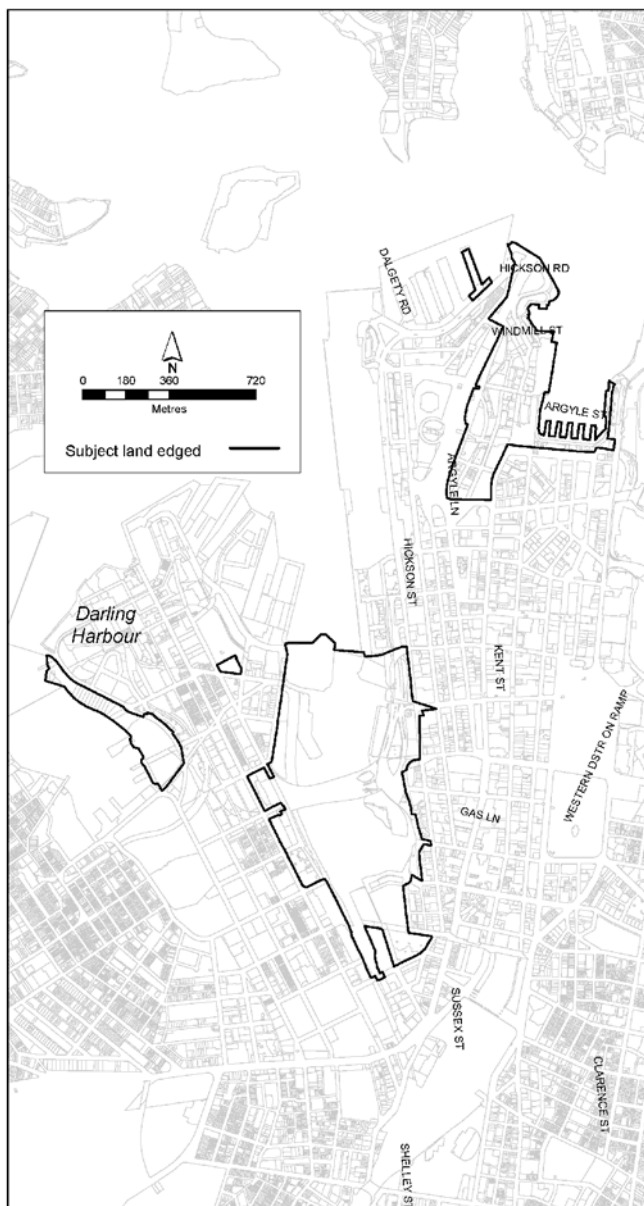 HICKSON RD
DALGETY RD
WINDMILL ST
N
0 180 360 720
Metres
Subject land edged
ARGYLE ST
ARGYLE LN
HICKSON ST
Darling
Harbour
KENT ST
WESTERN DSTR ON RAMP
GAS LN
SUSSEX ST
CLARENCE ST
SHELLEY ST